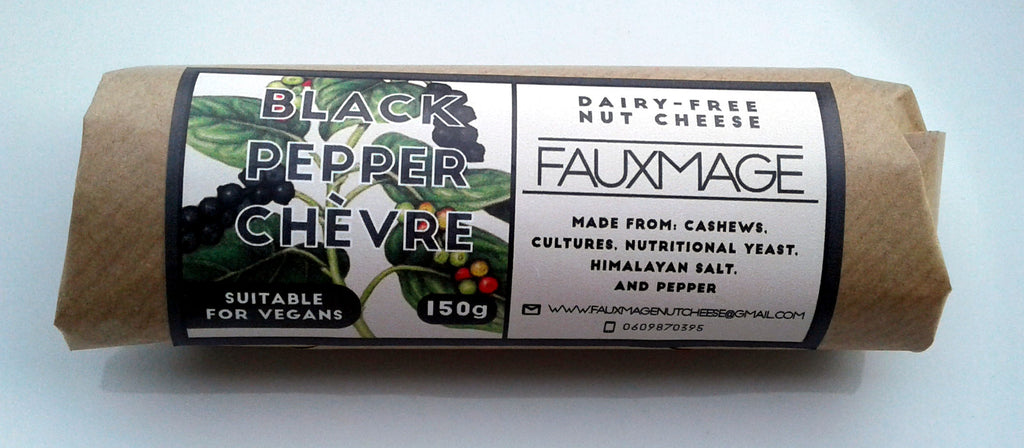 BLACK
PEPPER
CHÈVRE
SUITABLE
FOR VEGANS
150g
DAIRY-FREE
NUT CHEESE
FAUXMAGE
MADE FROM: CASHEWS,
CULTURES, NUTRITIONAL YEAST,
HIMALAYAN SALT,
AND PEPPER
WWW.FAUXMAGENUTCHEESE@GMAIL.COM
0609870395